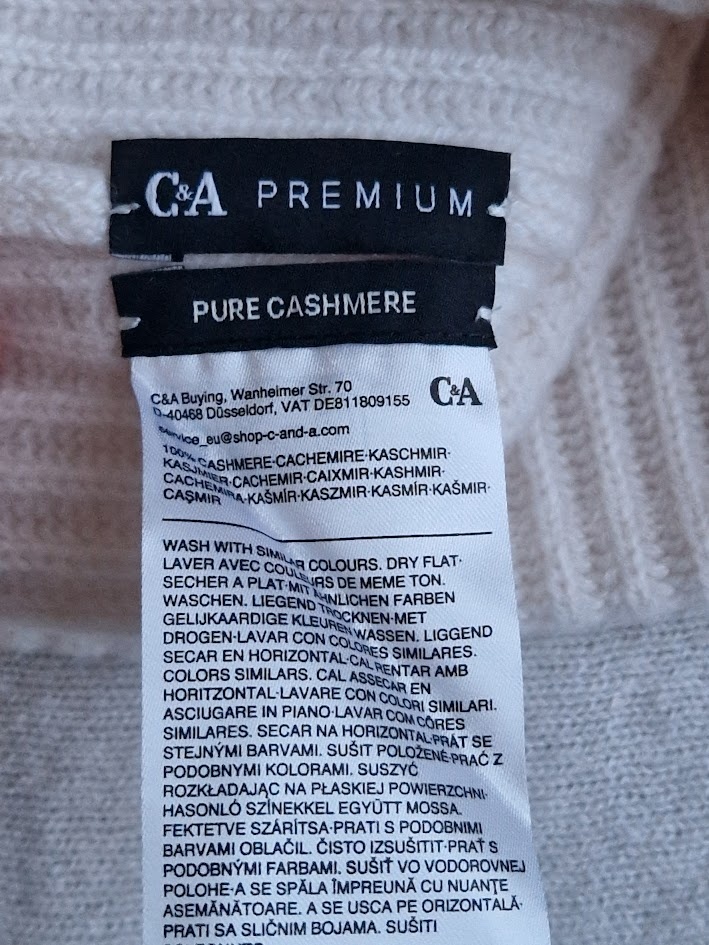 C&A PREMIUM
PURE CASHMERE
C&A Buying, Wanheimer Str. 70
D-40468 Düsseldorf, VAT DE811809155
C&A
service_eu@shop-c-and-a.com
100% CASHMERE·CACHEMIRE·KASCHMIR·
KASJMIER·CACHEMIR·CAIXMIR·KASHMIR·
CACHEMIRA·KAŠMÍR·KASZMIR·KASMÍR·KAŠMIR·
CAŞMIR
WASH WITH SIMILAR COLOURS. DRY FLAT·
LAVER AVEC COULEURS DE MEME TON.
SECHER A PLAT·MIT ÄHNLICHEN FARBEN
WASCHEN. LIEGEND TROCKNEN·MET
GELIJKAARDIGE KLEUREN WASSEN. LIGGEND
DROGEN·LAVAR CON COLORES SIMILARES.
SECAR EN HORIZONTAL·CAL RENTAR AMB
COLORS SIMILARS. CAL ASSECAR EN
HORITZONTAL·LAVARE CON COLORI SIMILARI.
ASCIUGARE IN PIANO·LAVAR COM CÔRES
SIMILARES. SECAR NA HORIZONTAL·PRÁT SE
STEJNÝMI BARVAMI. SUŠIT POLOŽENÉ·PRAĆ Z
PODOBNYMI KOLORAMI. SUSZYĆ
ROZKŁADAJĄC NA PŁASKIEJ POWIERZCHNI·
HASONLÓ SZÍNEKKEL EGYÜTT MOSSA.
FEKTETVE SZÁRÍTSA·PRATI S PODOBNIMI
BARVAMI OBLAČIL. ČISTO IZSUŠITIT·PRAŤ S
PODOBNÝMI FARBAMI. SUŠIŤ VO VODOROVNEJ
POLOHE·A SE SPĂLA ÎMPREUNĂ CU NUANŢE
ASEMĂNĂTOARE. A SE USCA PE ORIZONTALĂ·
PRATI SA SLIČNIM BOJAMA. SUŠITI